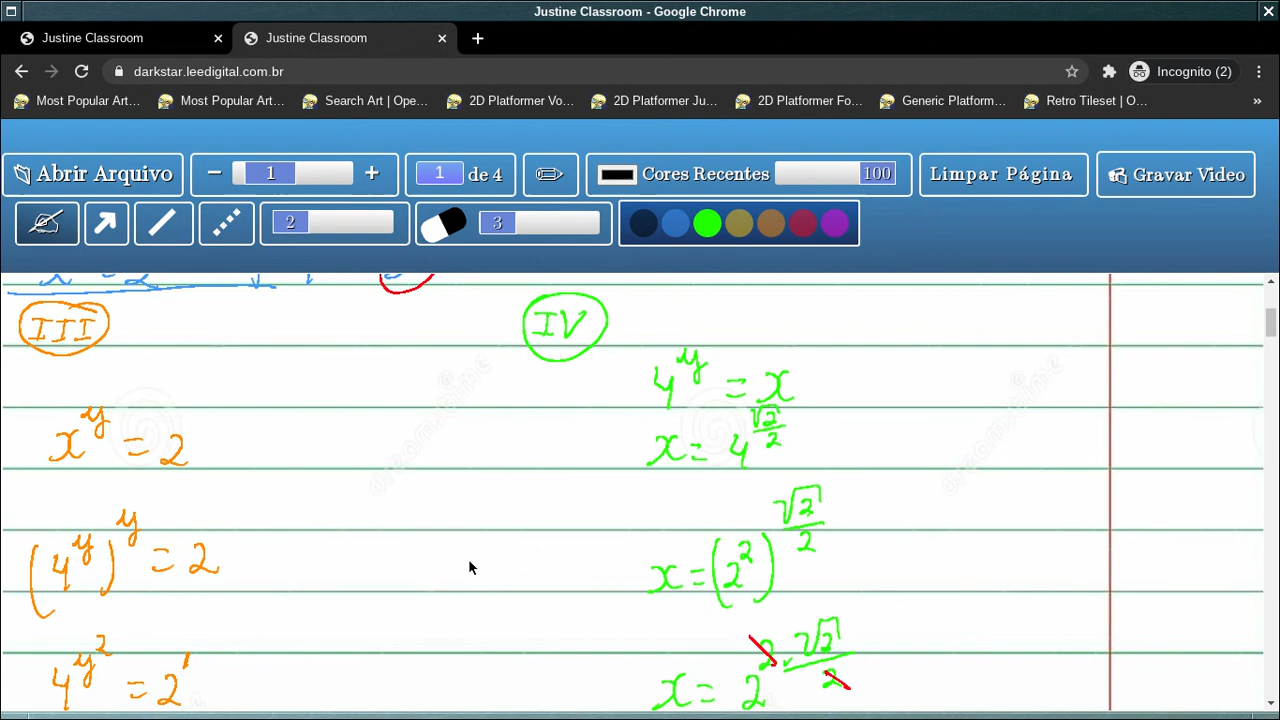 Justine Classroom - Google Chrome
Justine Classroom
Justine Classroom
darkstar.leedigital.com.br
Incognito (2)
Most Popular Art...
Most Popular Art...
Search Art | Ope...
2D Platformer Vo...
2D Platformer Ju...
2D Platformer Fo...
Generic Platform...
Retro Tileset | O...
»
Abrir Arquivo
− 1 +
1 de 4
Cores Recentes 100
Limpar Página
Gravar Video
2
3
III
x^y = 2
(4^y)^y = 2
4^y^2 = 2^1
IV
4^y = x
x = 4^(√2/2)
x = (2^2)^(√2/2)
x = 2^(2·√2/2)
dreamstime
dreamstime